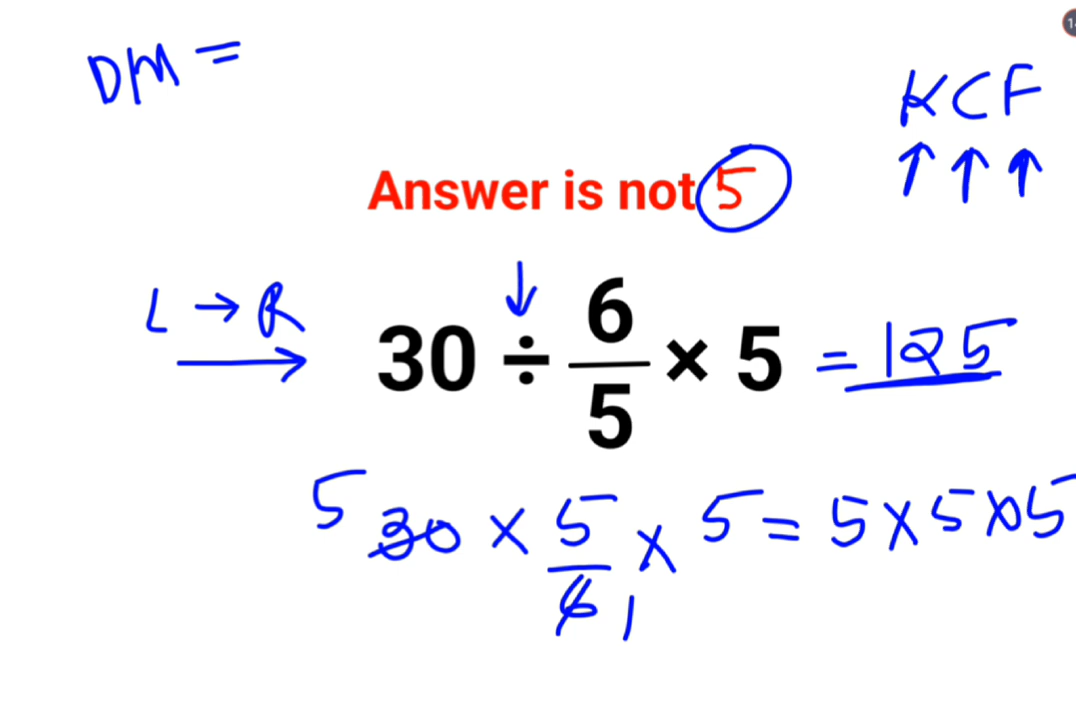 DM =
KCF
↑ ↑ ↑
Answer is not 5
L → R
30 ÷ 6/5 × 5 = 125
5 30 × 5/6 1 × 5 = 5 × 5 × 5